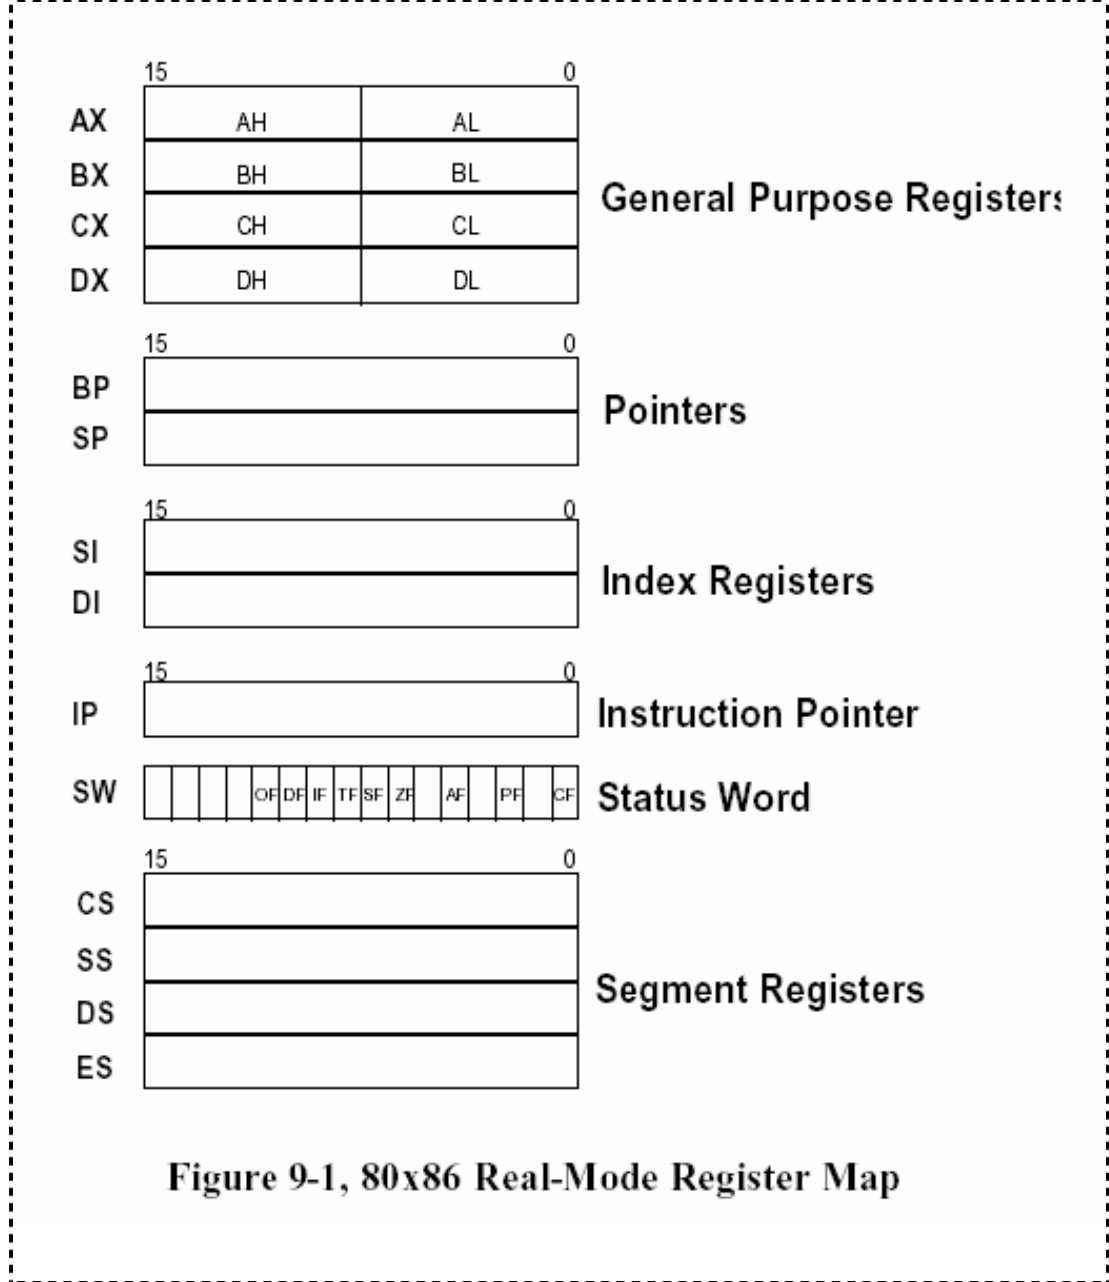 15 0
AX AH AL
BX BH BL
CX CH CL
DX DH DL
General Purpose Registers
15 0
BP
SP
Pointers
15 0
SI
DI
Index Registers
15 0
IP Instruction Pointer
SW OF DF IF TF SF ZF AF PF CF Status Word
15 0
CS
SS
DS
ES
Segment Registers
Figure 9-1, 80x86 Real-Mode Register Map